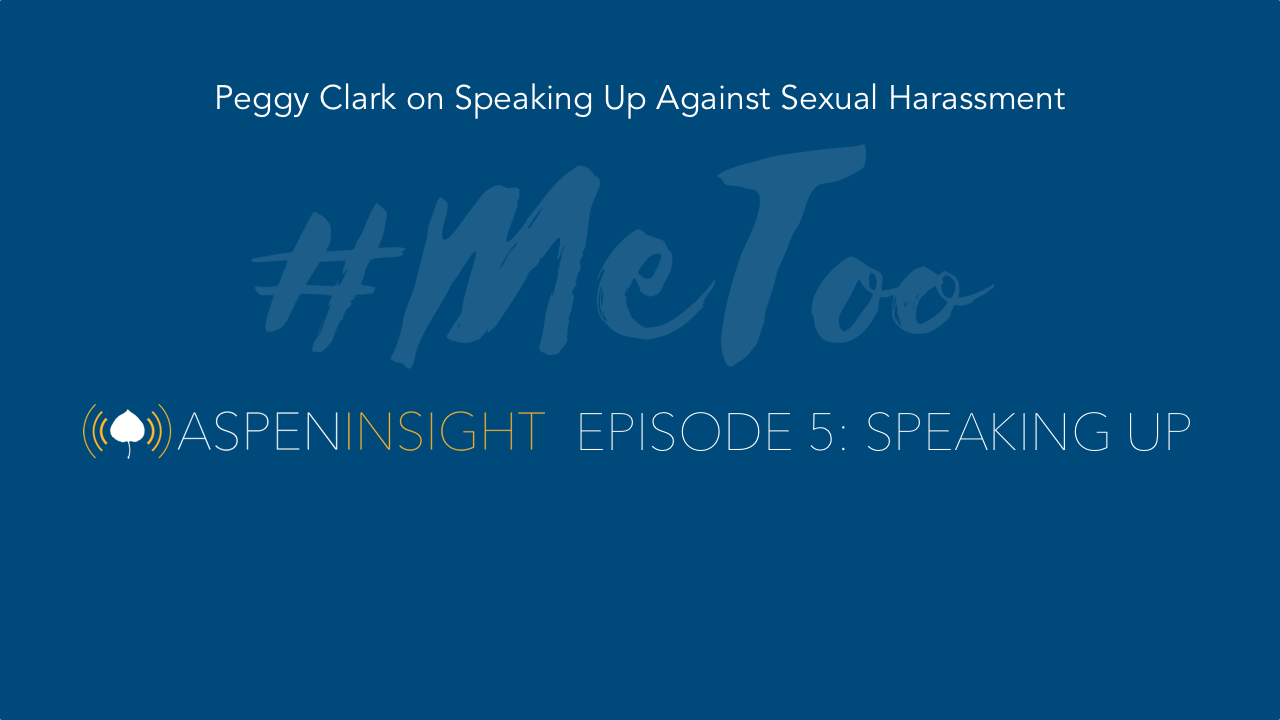 Peggy Clark on Speaking Up Against Sexual Harassment
#MeToo
ASPENINSIGHT EPISODE 5: SPEAKING UP